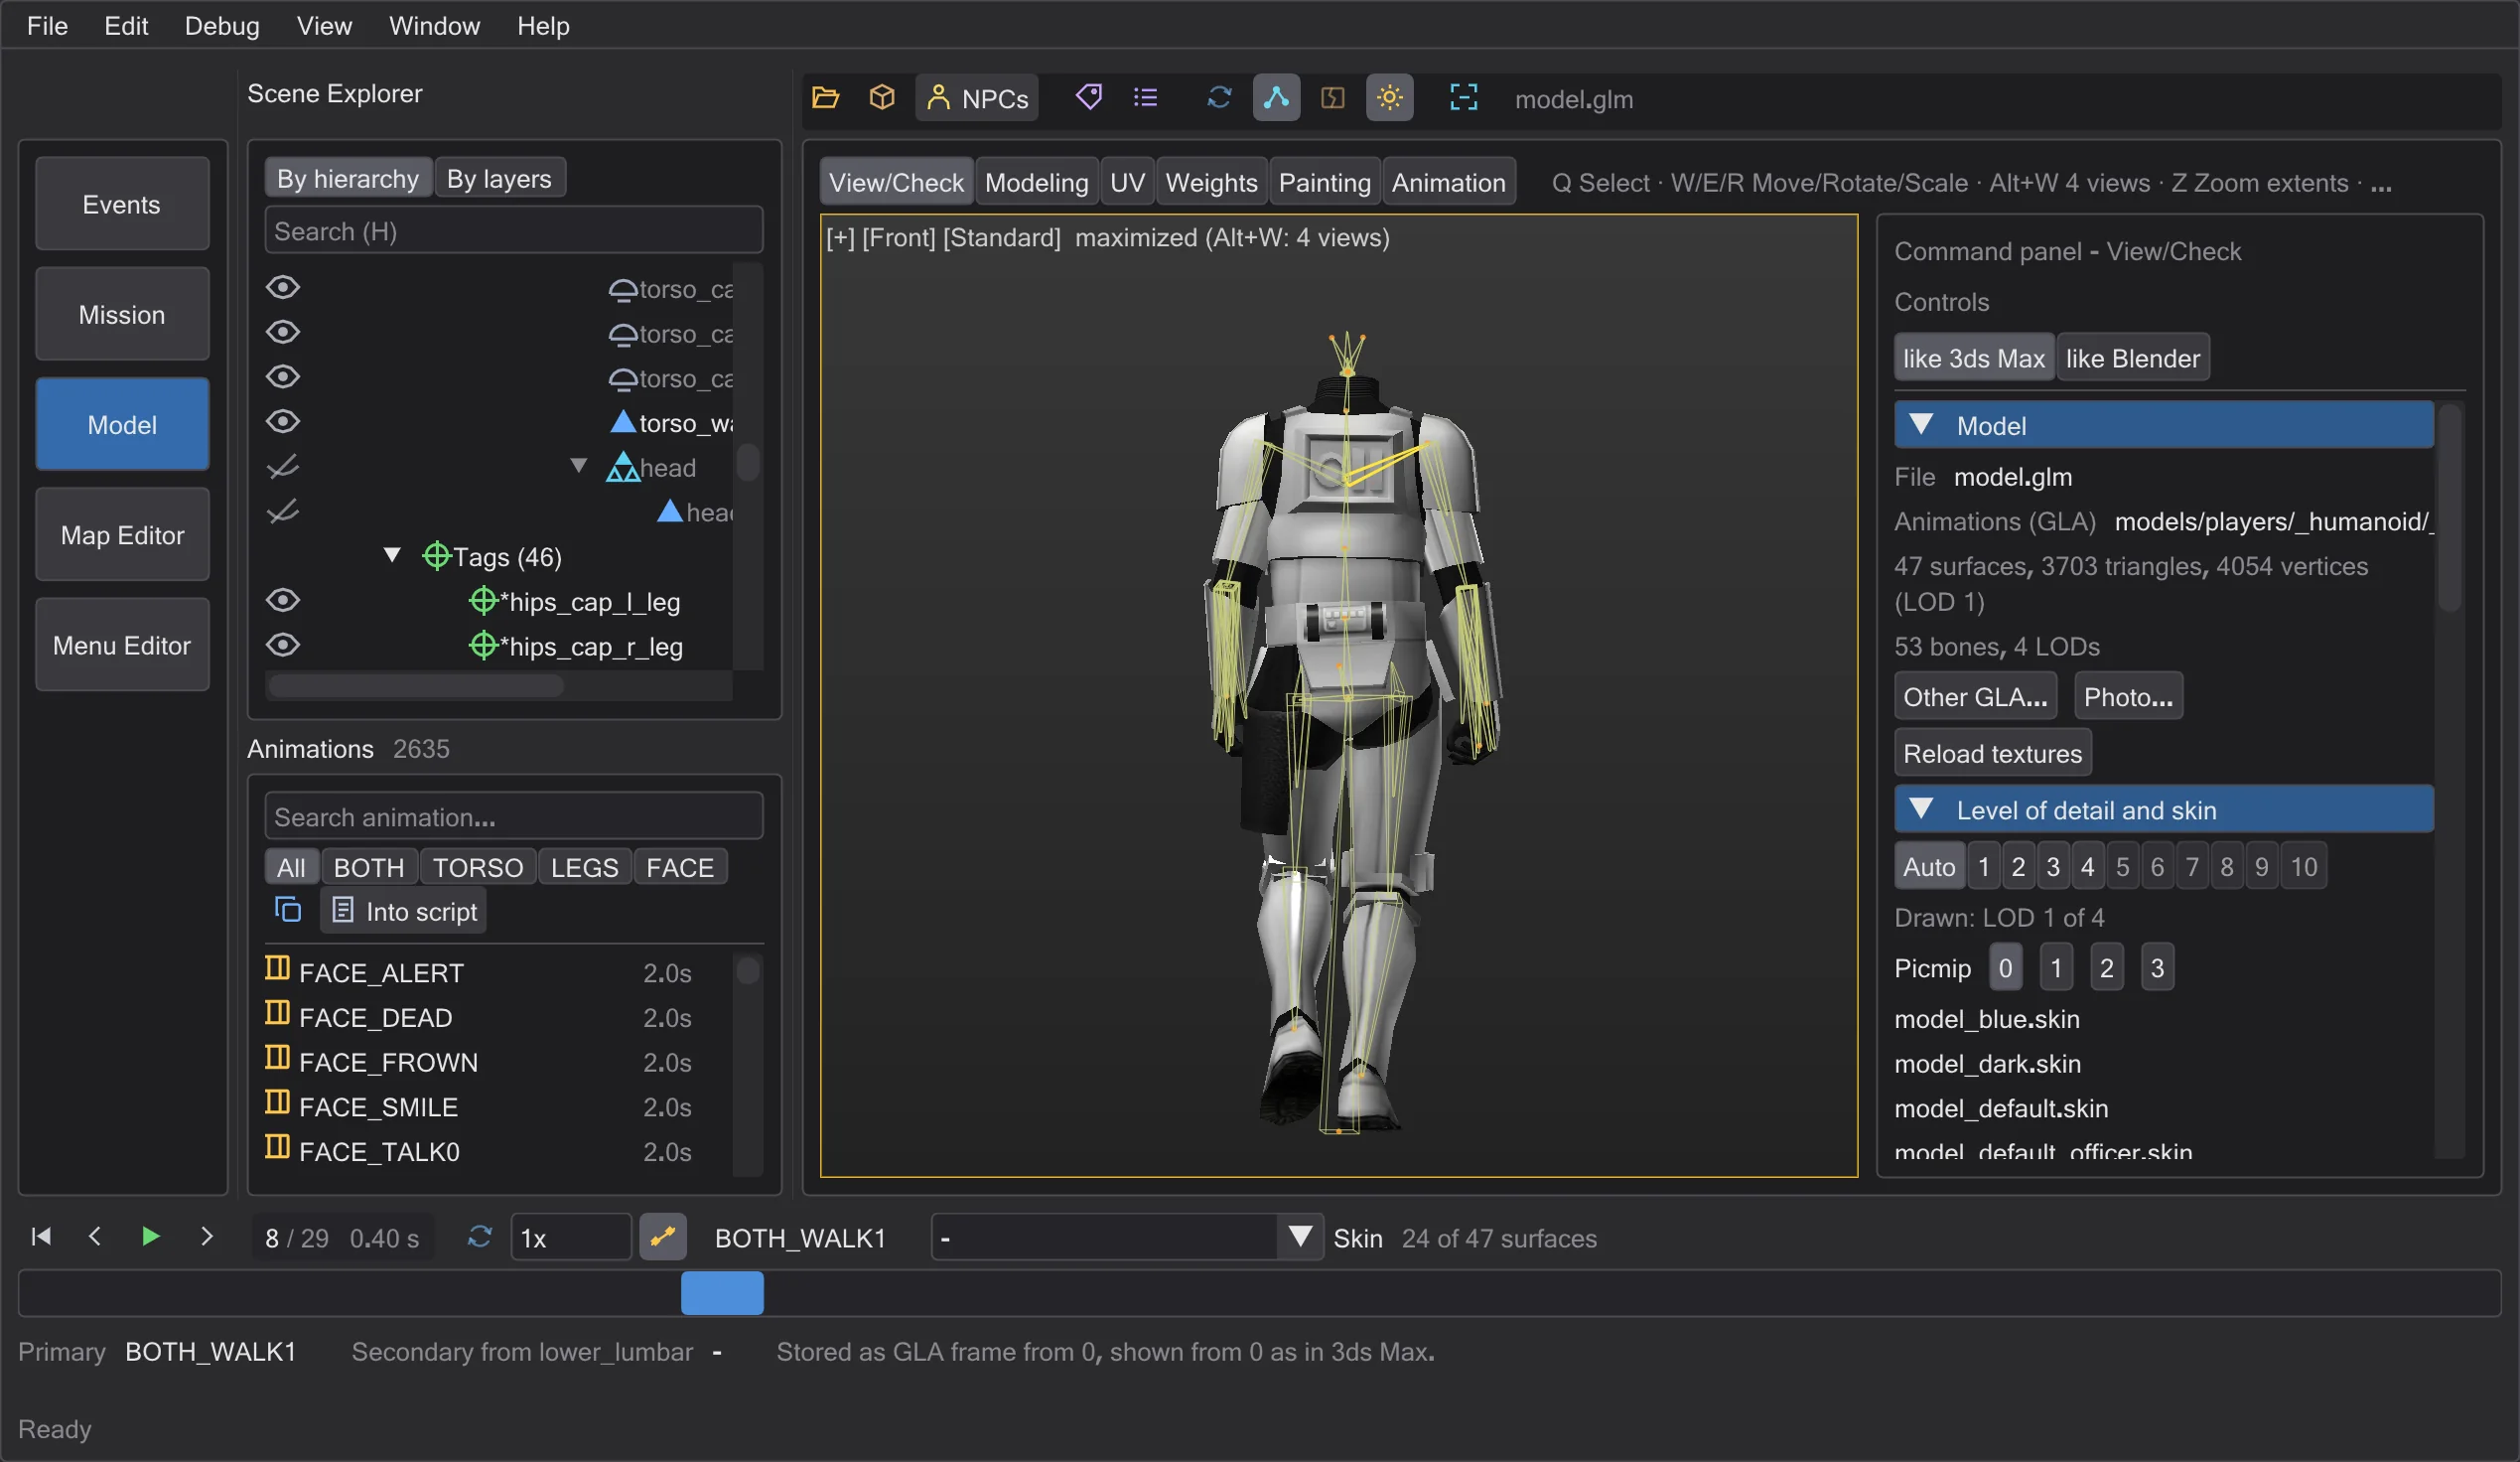 File Edit Debug View Window Help
Scene Explorer
NPCs model.glm
Events
Mission
Model
Map Editor
Menu Editor
By hierarchy By layers
Search (H)
torso_ca
torso_ca
torso_ca
torso_wa
head
head
Tags (46)
*hips_cap_l_leg
*hips_cap_r_leg
Animations 2635
Search animation...
All BOTH TORSO LEGS FACE
Into script
FACE_ALERT 2.0s
FACE_DEAD 2.0s
FACE_FROWN 2.0s
FACE_SMILE 2.0s
FACE_TALK0 2.0s
View/Check Modeling UV Weights Painting Animation Q Select · W/E/R Move/Rotate/Scale · Alt+W 4 views · Z Zoom extents · ...
[+] [Front] [Standard] maximized (Alt+W: 4 views)
Command panel - View/Check
Controls
like 3ds Max like Blender
Model
File model.glm
Animations (GLA) models/players/_humanoid/_
47 surfaces, 3703 triangles, 4054 vertices
(LOD 1)
53 bones, 4 LODs
Other GLA... Photo...
Reload textures
Level of detail and skin
Auto 1 2 3 4 5 6 7 8 9 10
Drawn: LOD 1 of 4
Picmip 0 1 2 3
model_blue.skin
model_dark.skin
model_default.skin
model_default_officer.skin
8 / 29 0.40 s 1x BOTH_WALK1 - Skin 24 of 47 surfaces
Primary BOTH_WALK1 Secondary from lower_lumbar - Stored as GLA frame from 0, shown from 0 as in 3ds Max.
Ready